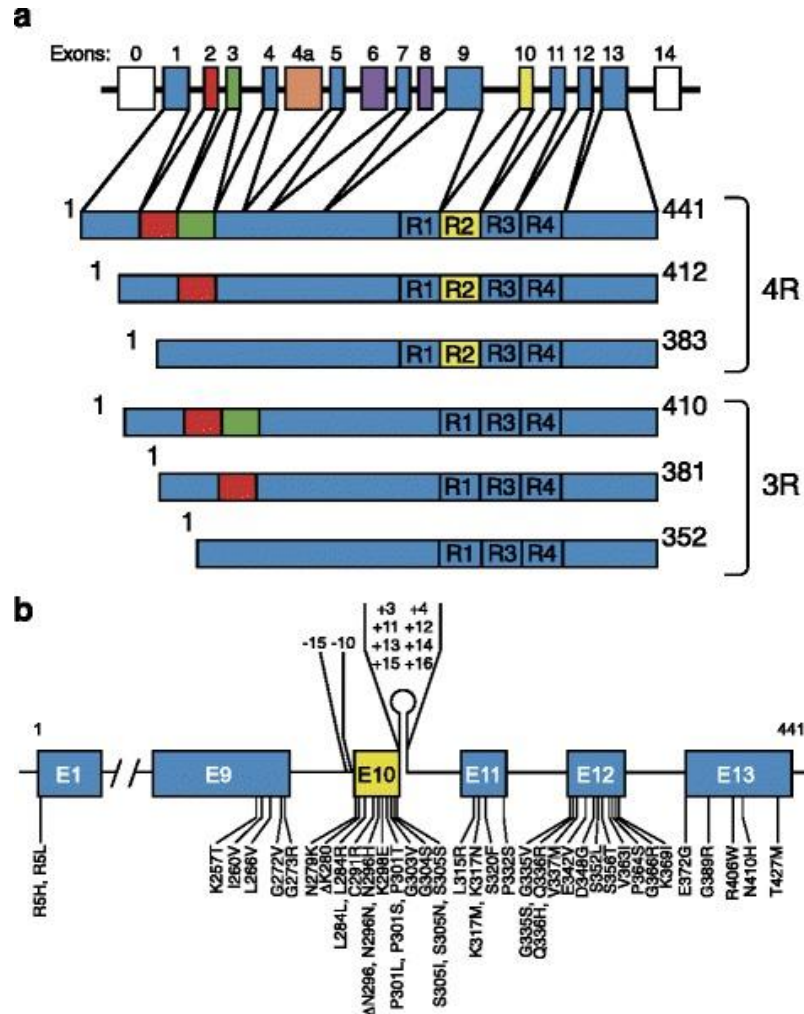 a
Exons: 0 1 2 3 4 4a 5 6 7 8 9 10 11 12 13 14
1 441
R1 R2 R3 R4
1 412
R1 R2 R3 R4
4R
1 383
R1 R2 R3 R4
1 410
R1 R3 R4
1 381
R1 R3 R4
3R
1 352
R1 R3 R4
b
+3 +4
+11 +12
+13 +14
+15 +16
-15 -10
1 441
E1 E9 E10 E11 E12 E13
R5H, R5L
K257T
I260V
L266V
G272V
G273R
N279K
ΔK280
L284L, L284R
C291R
ΔN296, N296N, N296H
K298E
P301L, P301S, P301T
G303V
G304S
S305I, S305N, S305S
L315R
K317M, K317N
S320F
P332S
G335S, G335V
Q336H, Q336R
V337M
E342V
D348G
S352L
S356T
V363I
P364S
G366R
K369I
E372G
G389R
R406W
N410H
T427M